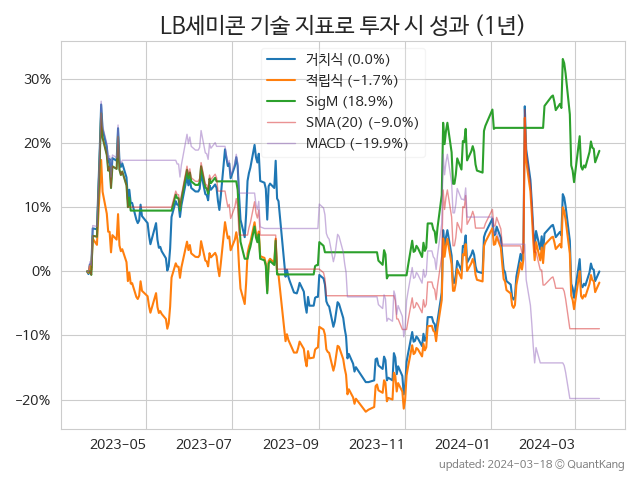 LB세미콘 기술 지표로 투자 시 성과 (1년)
거치식 (0.0%)
적립식 (−1.7%)
SigM (18.9%)
SMA(20) (−9.0%)
MACD (−19.9%)
30%
20%
10%
0%
−10%
−20%
2023-05
2023-07
2023-09
2023-11
2024-01
2024-03
updated: 2024-03-18 © QuantKang